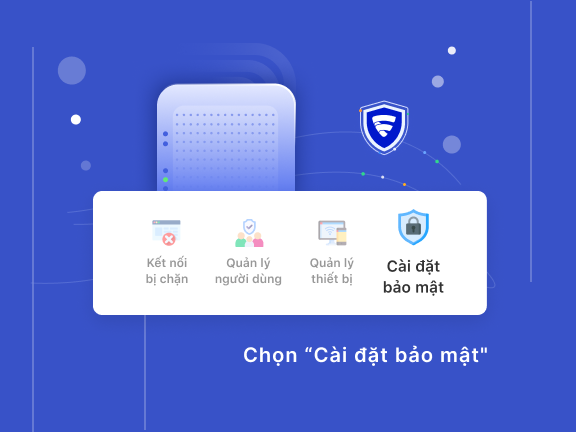 Kết nối
bị chặn
Quản lý
người dùng
Quản lý
thiết bị
Cài đặt
bảo mật
Chọn “Cài đặt bảo mật"